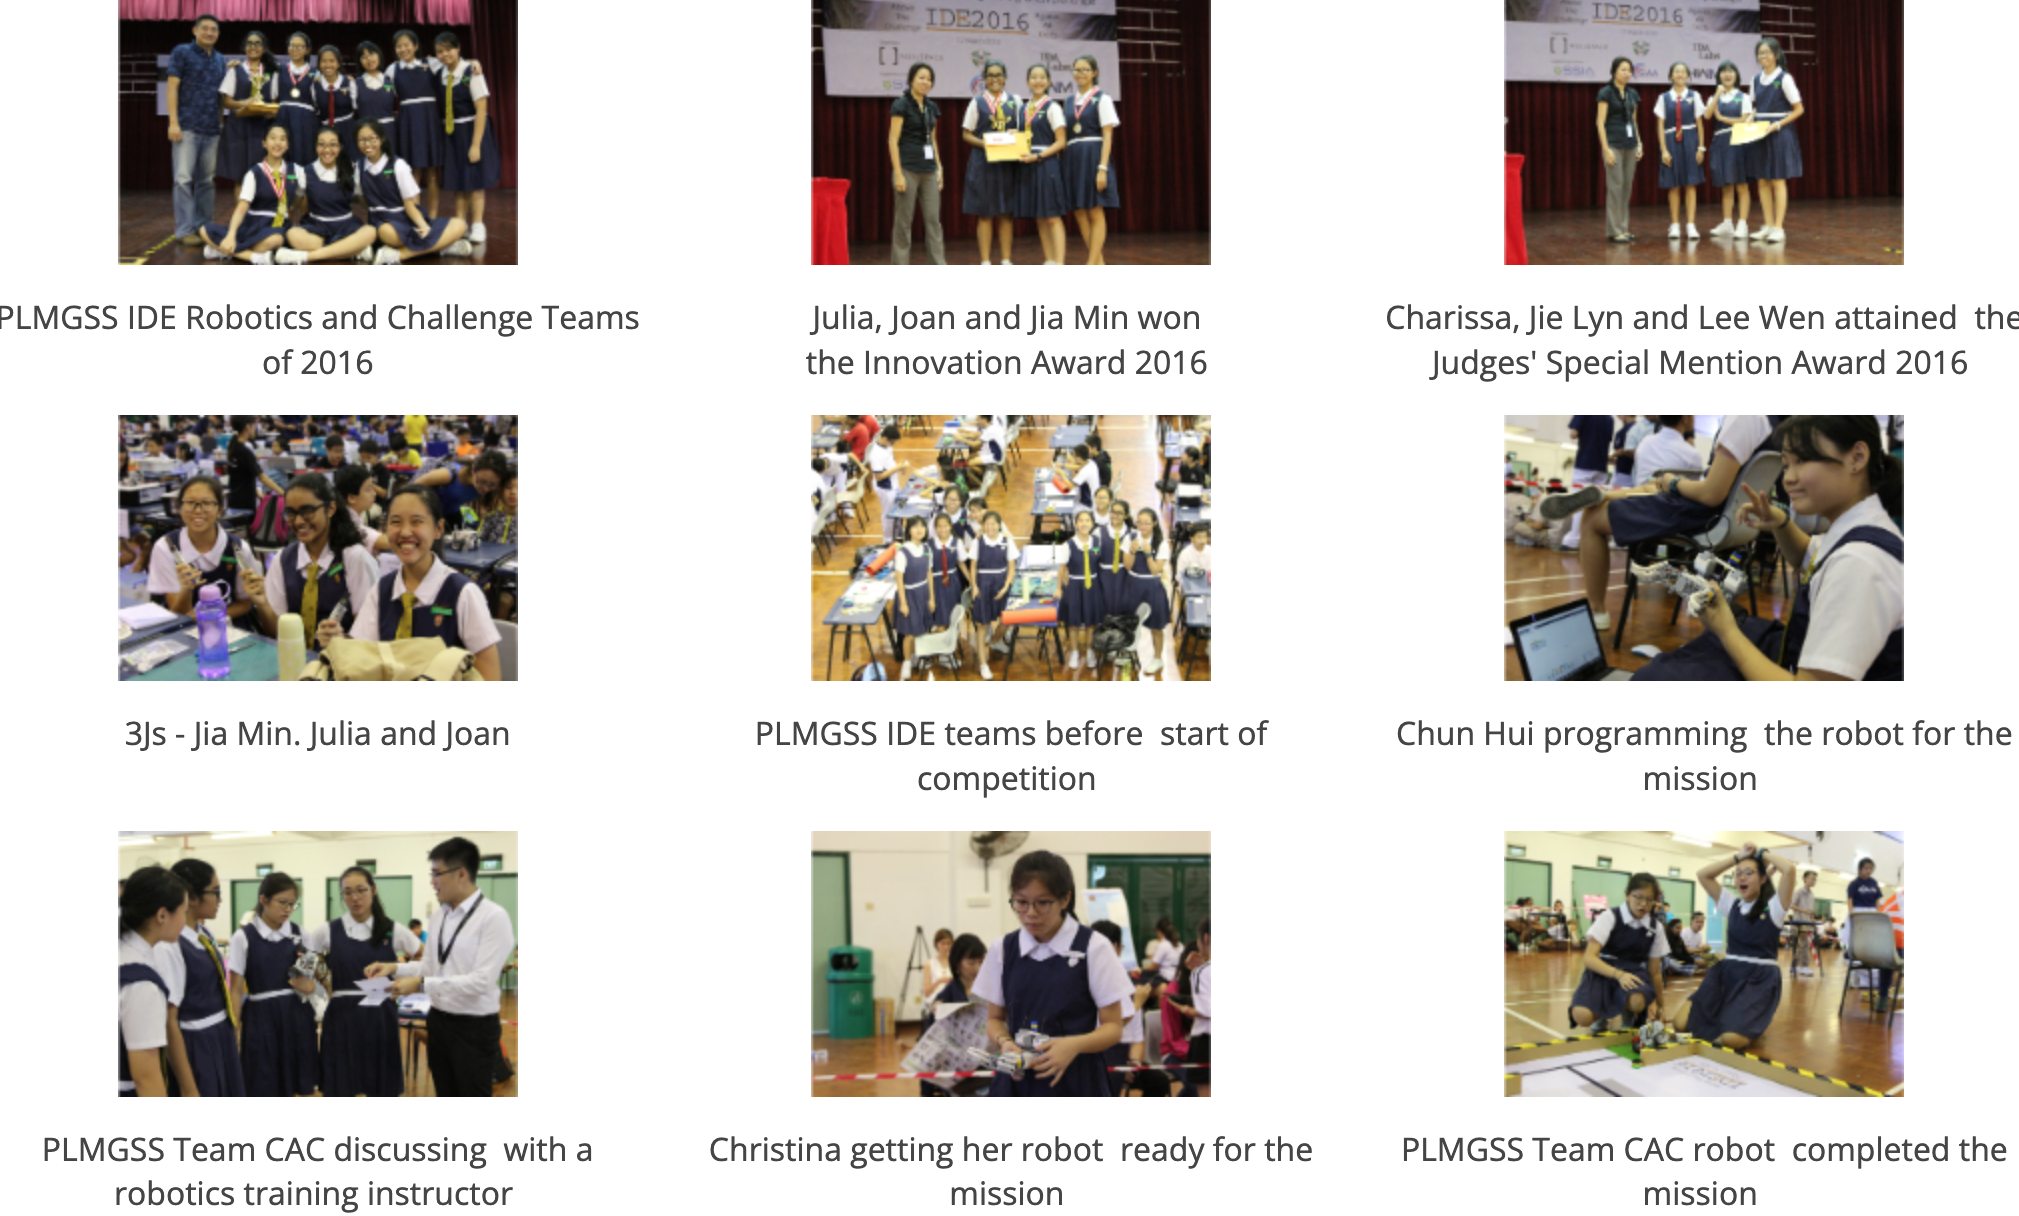 IDE2016
IDE2016
PLMGSS IDE Robotics and Challenge Teams
of 2016
Julia, Joan and Jia Min won
the Innovation Award 2016
Charissa, Jie Lyn and Lee Wen attained  the
Judges' Special Mention Award 2016
3Js - Jia Min. Julia and Joan
PLMGSS IDE teams before  start of
competition
Chun Hui programming  the robot for the
mission
PLMGSS Team CAC discussing  with a
robotics training instructor
Christina getting her robot  ready for the
mission
PLMGSS Team CAC robot  completed the
mission